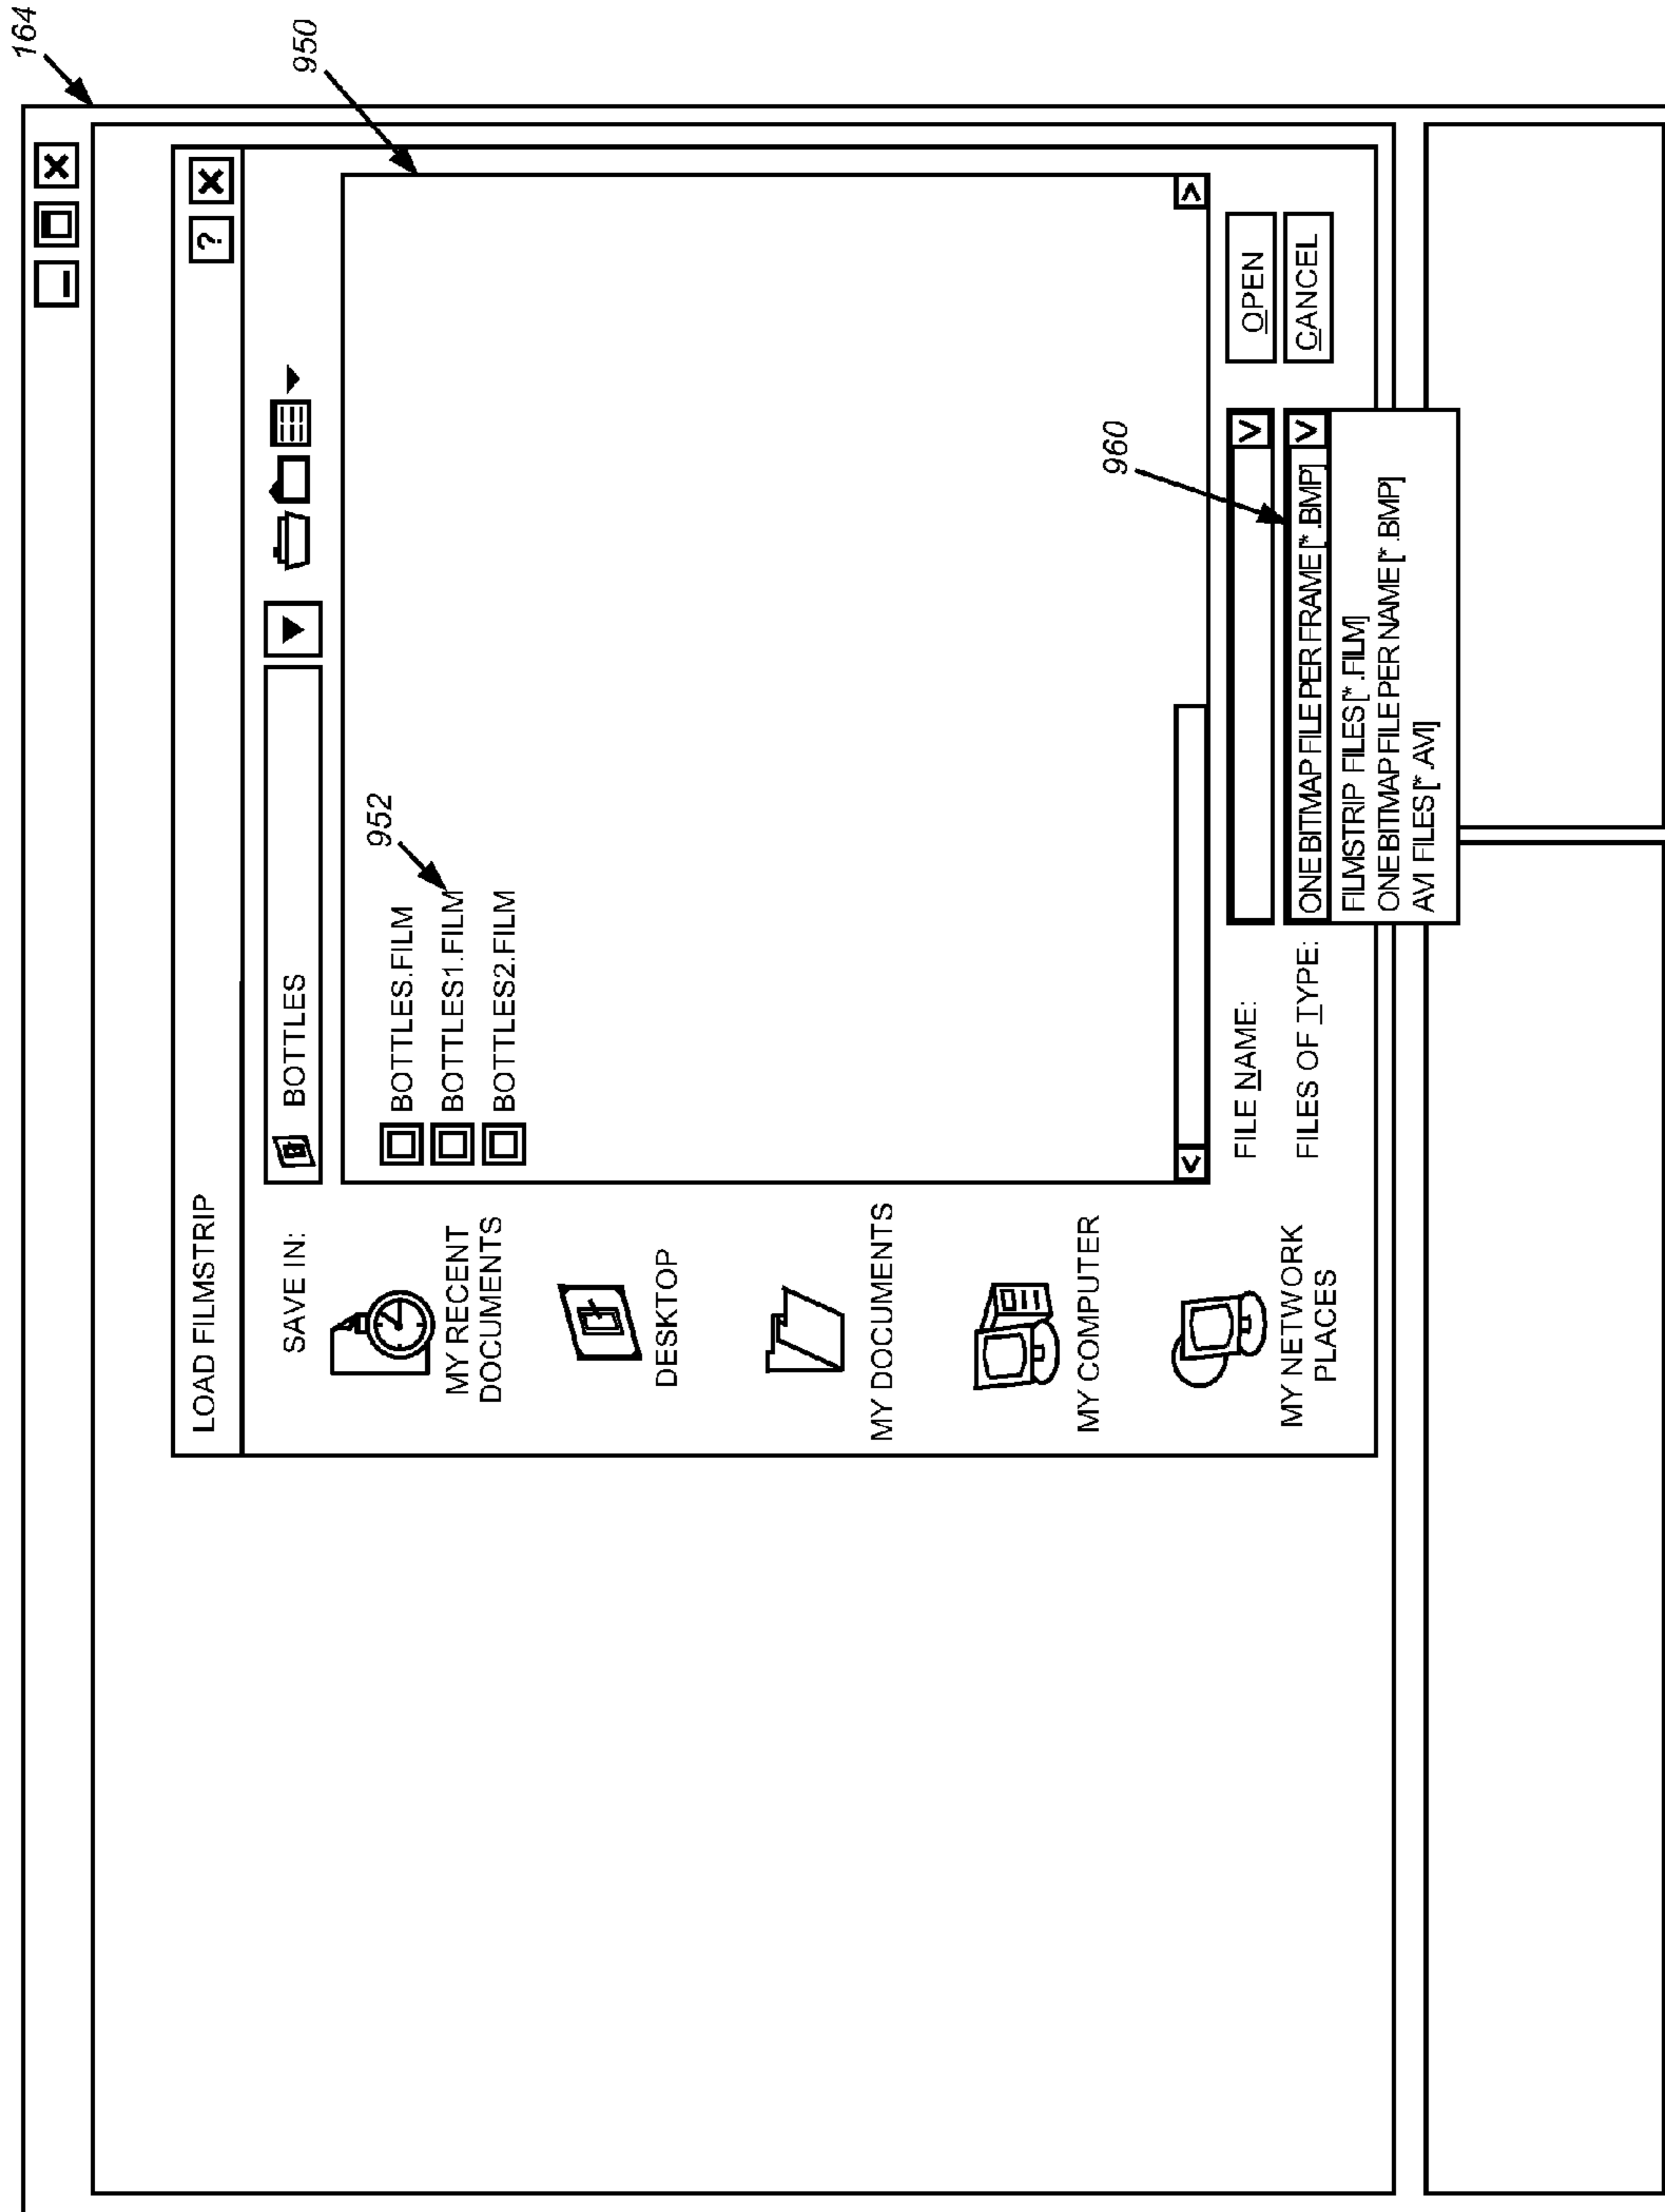 164
950
LOAD FILMSTRIP
?
SAVE IN:
BOTTLES
MY RECENT
DOCUMENTS
DESKTOP
MY DOCUMENTS
MY COMPUTER
MY NETWORK
PLACES
BOTTLES.FILM
BOTTLES1.FILM
BOTTLES2.FILM
952
960
FILE NAME:
OPEN
FILES OF TYPE:
ONE BITMAP FILE PER FRAME [*.BMP]
CANCEL
FILMSTRIP FILES [*.FILM]
ONE BITMAP FILE PER NAME [*.BMP]
AVI FILES [*.AVI]